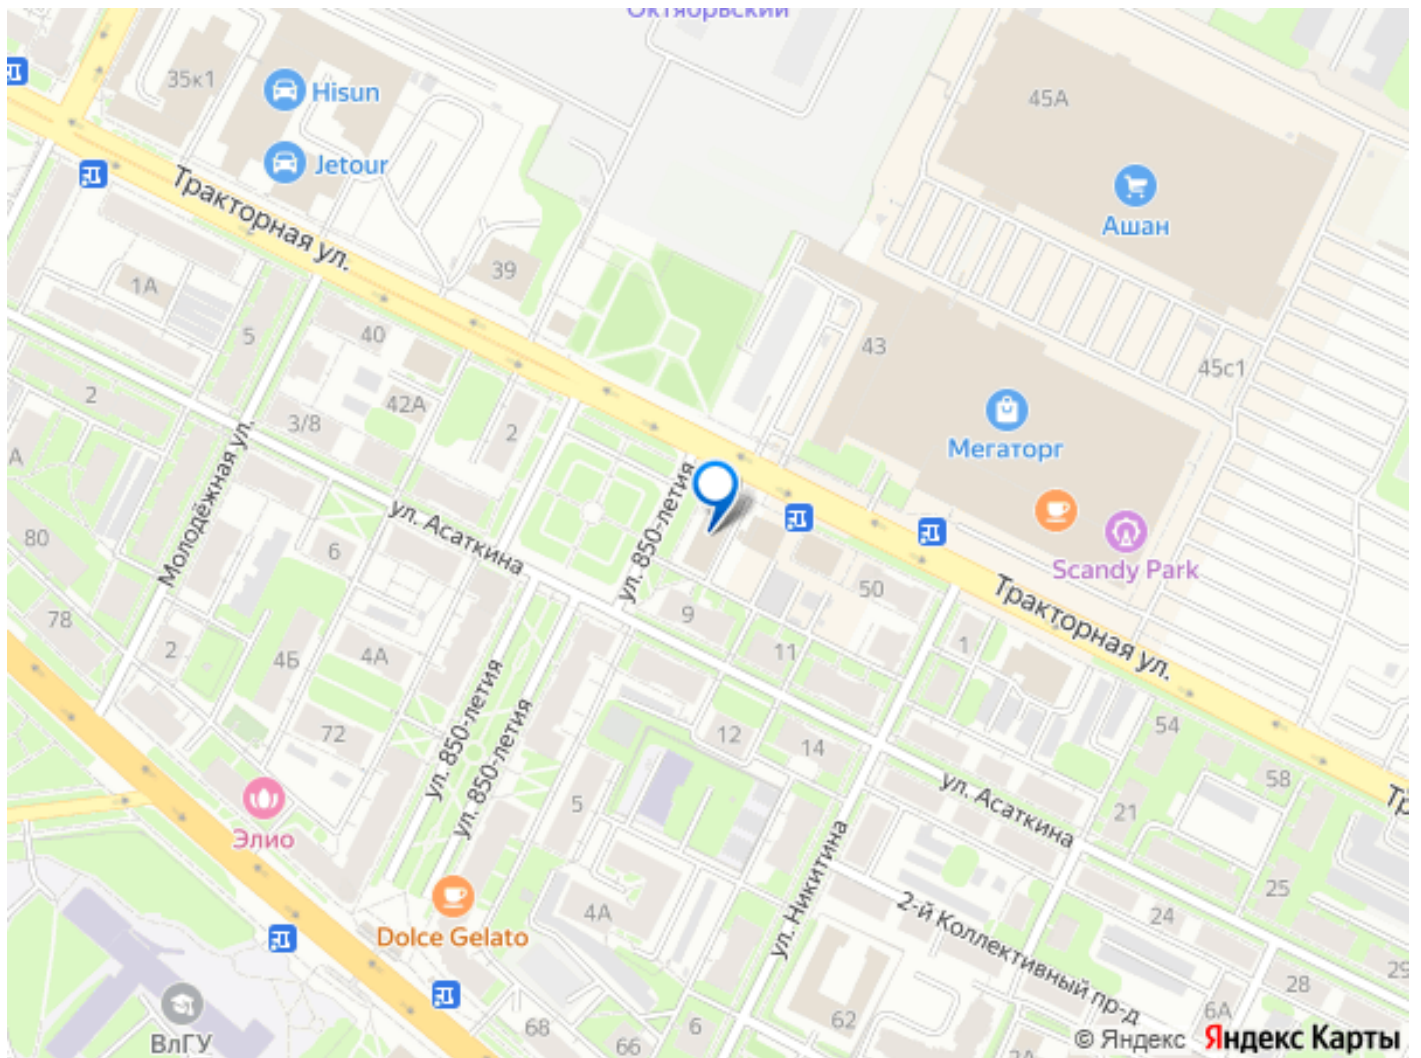 Октябрьский
35к1
Hisun
45А
Jetour
Тракторная ул.
Ашан
39
1А
5
40
43
45с1
2
42А
3/8
2
Мегаторг
А
Молодёжная ул.
ул. Асаткина
ул. 850-летия
80
6
Scandy Park
50
Тракторная ул.
78
9
2
4Б
4А
11
1
ул. 850-летия
ул. 850-летия
72
12
14
54
58
Тр
ул. Асаткина
5
21
Элио
ул. Никитина
25
4А
2-й Коллективный пр-д
24
Dolce Gelato
29
28
ВлГУ
68
66
6
62
6А
2А
© Яндекс Яндекс Карты